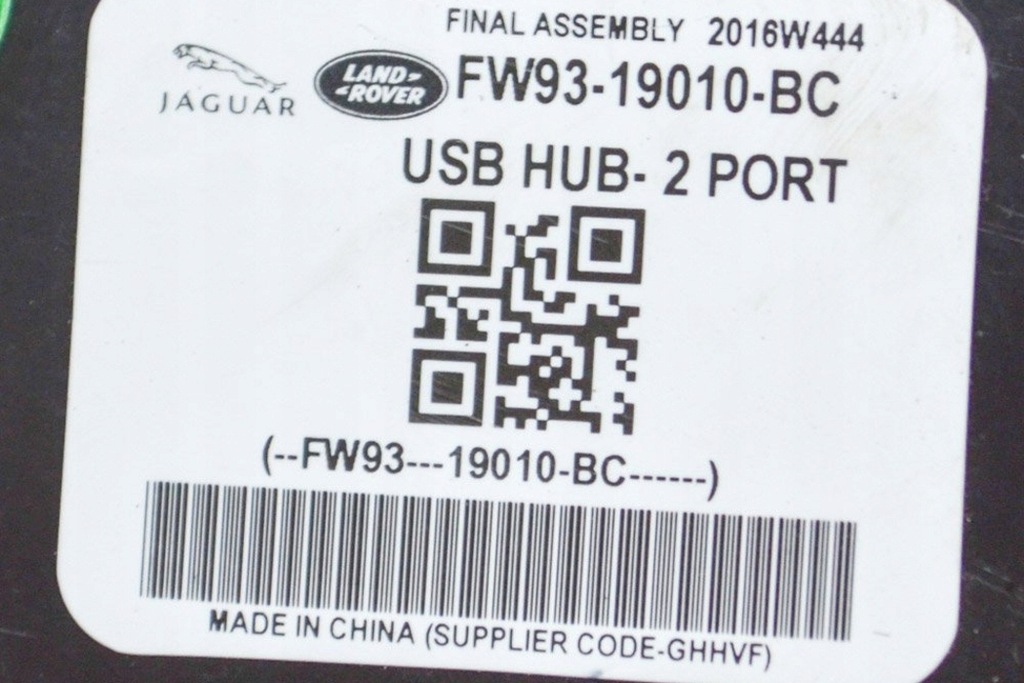 FINAL ASSEMBLY 2016W444
JAGUAR
LAND-
-ROVER
FW93-19010-BC
USB HUB- 2 PORT
(--FW93---19010-BC------)
MADE IN CHINA (SUPPLIER CODE-GHHVF)